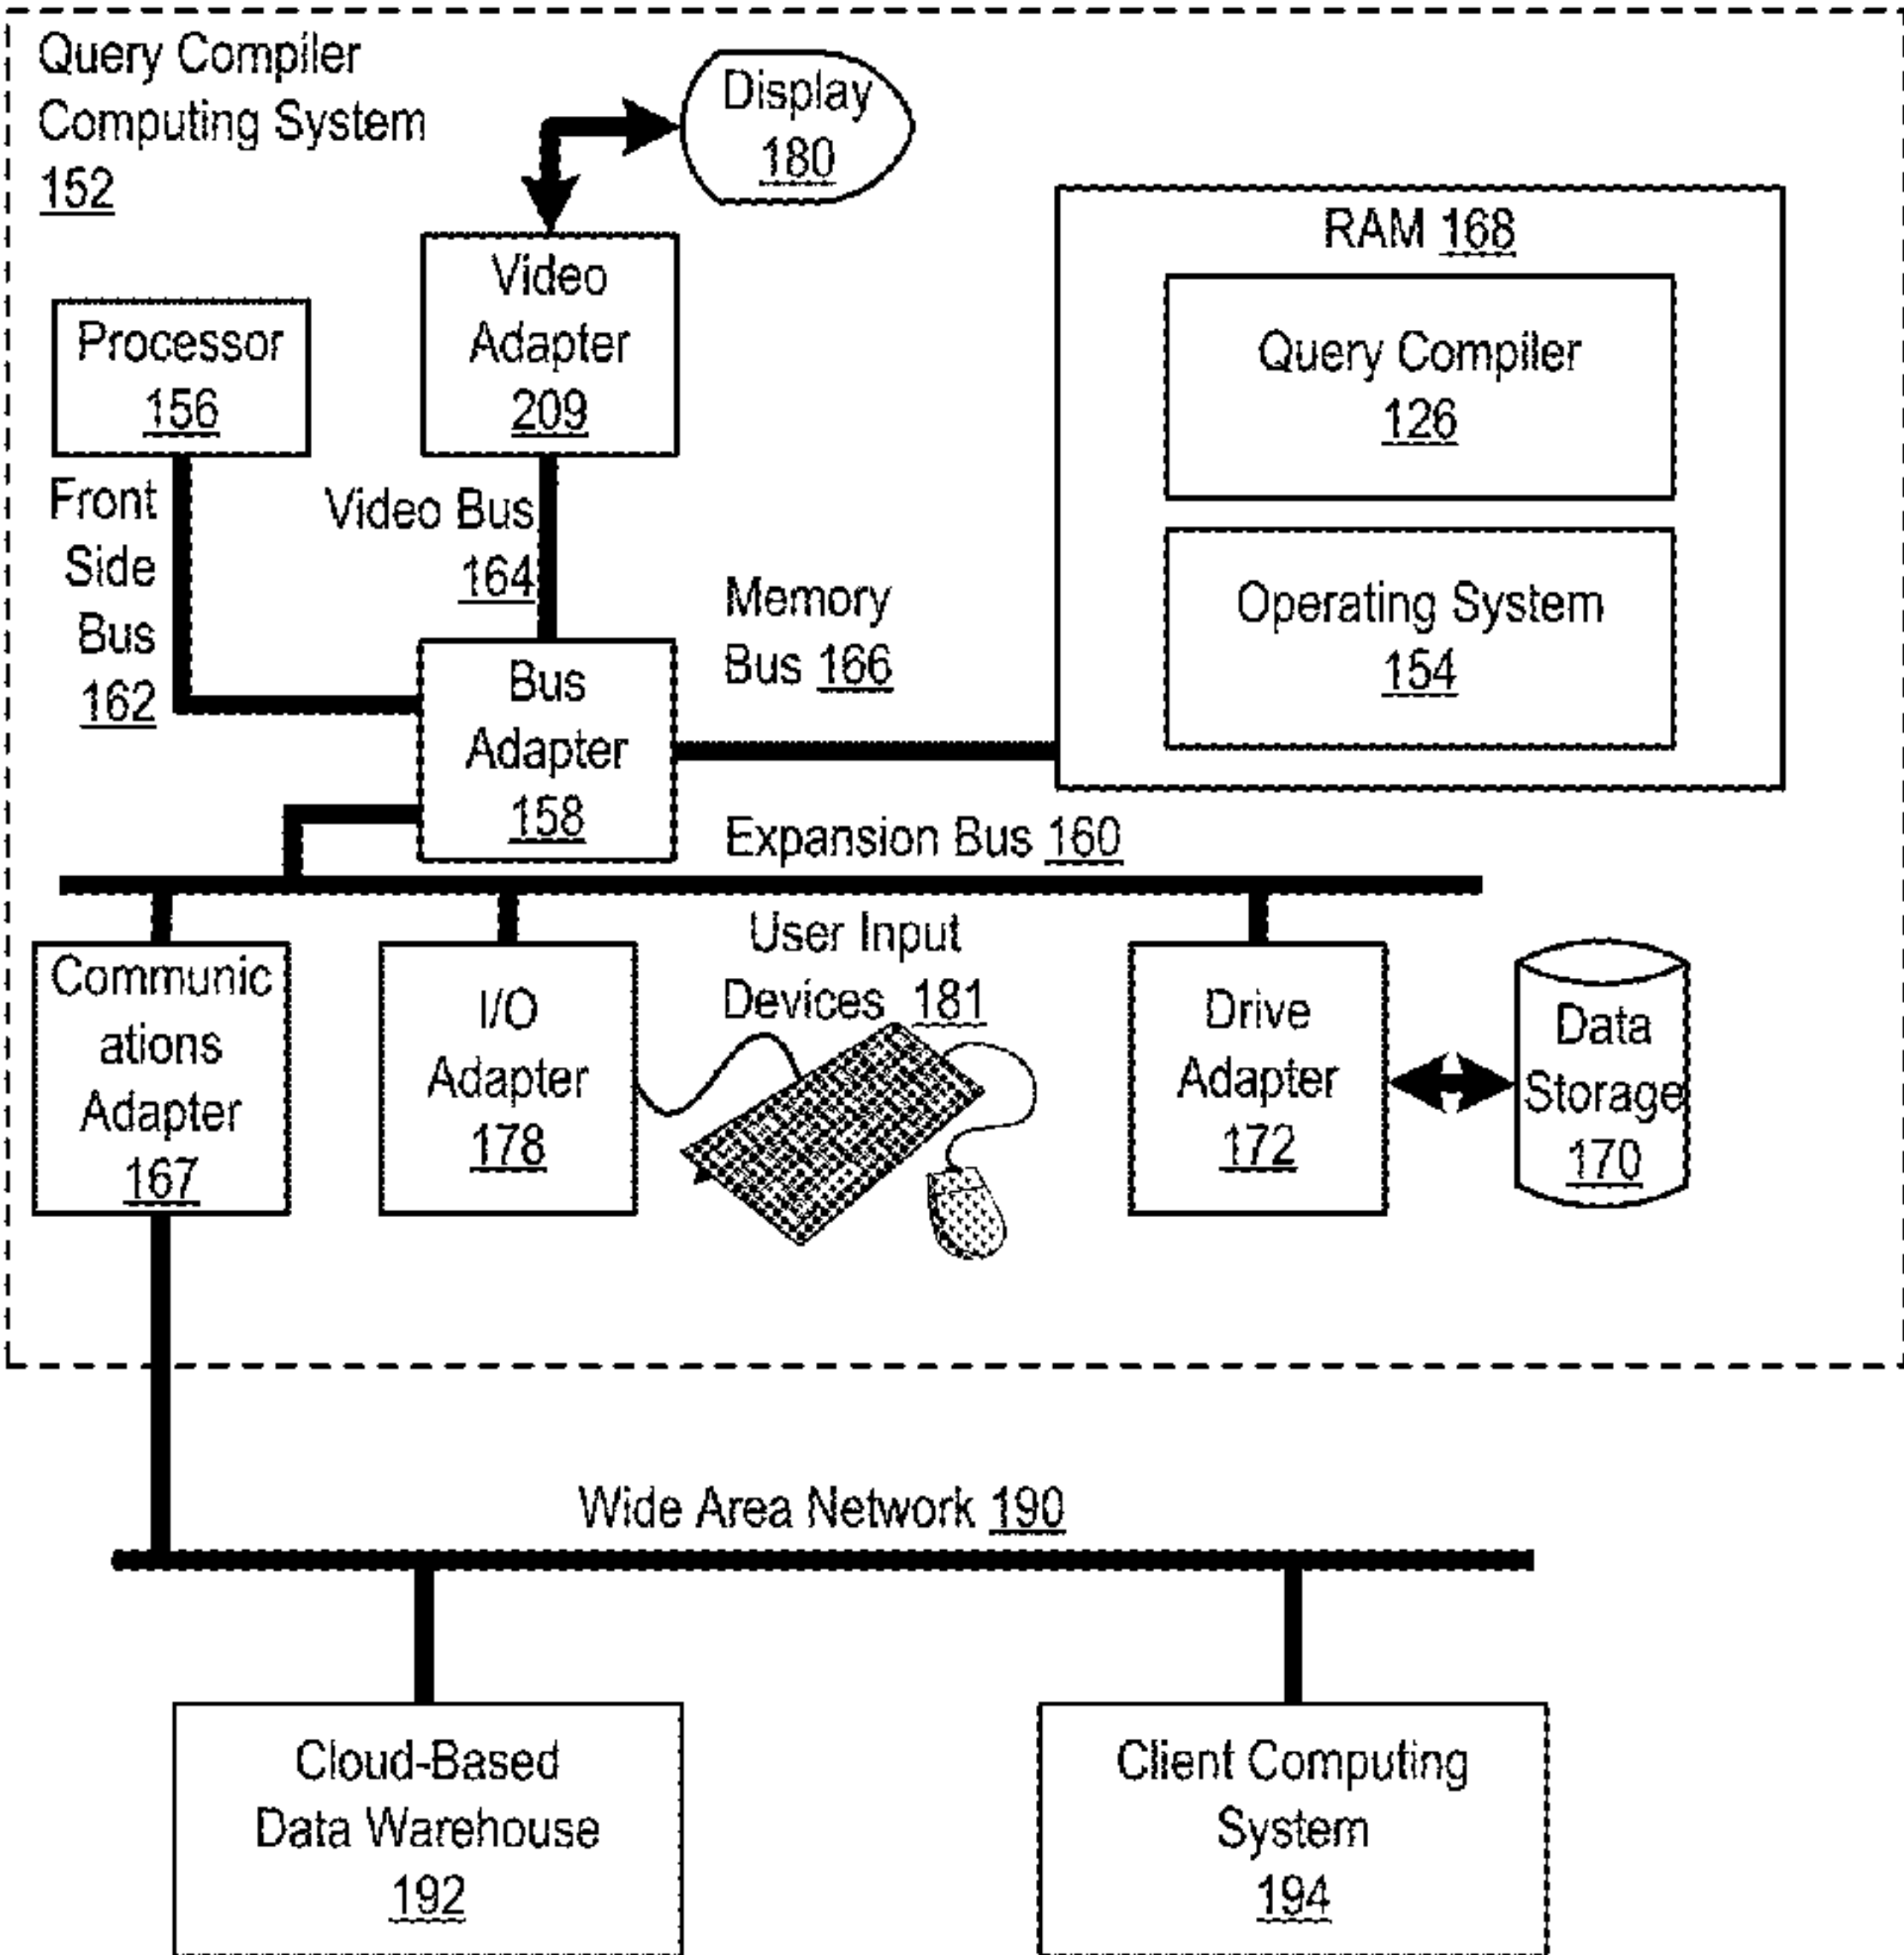 Query Compiler
Computing System
152
Display
180
Video
Adapter
209
Processor
156
RAM 168
Query Compiler
126
Operating System
154
Front
Side
Bus
162
Video Bus
164
Memory
Bus 166
Bus
Adapter
158
Expansion Bus 160
Communic
ations
Adapter
167
I/O
Adapter
178
User Input
Devices 181
Drive
Adapter
172
Data
Storage
170
Wide Area Network 190
Cloud-Based
Data Warehouse
192
Client Computing
System
194